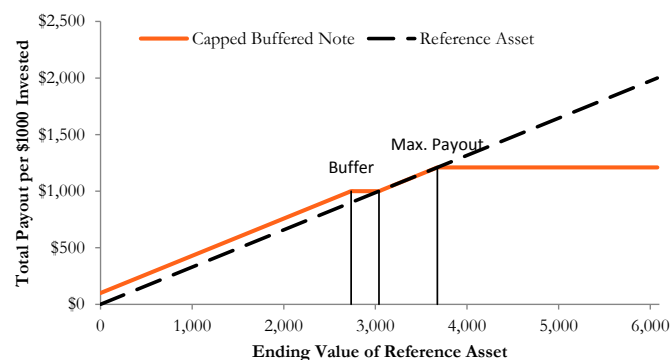 $2,500
Capped Buffered Note
Reference Asset
$2,000
$1,500
Max. Payout
Buffer
$1,000
$500
$0
0
1,000
2,000
3,000
4,000
5,000
6,000
Total Payout per $1000 Invested
Ending Value of Reference Asset